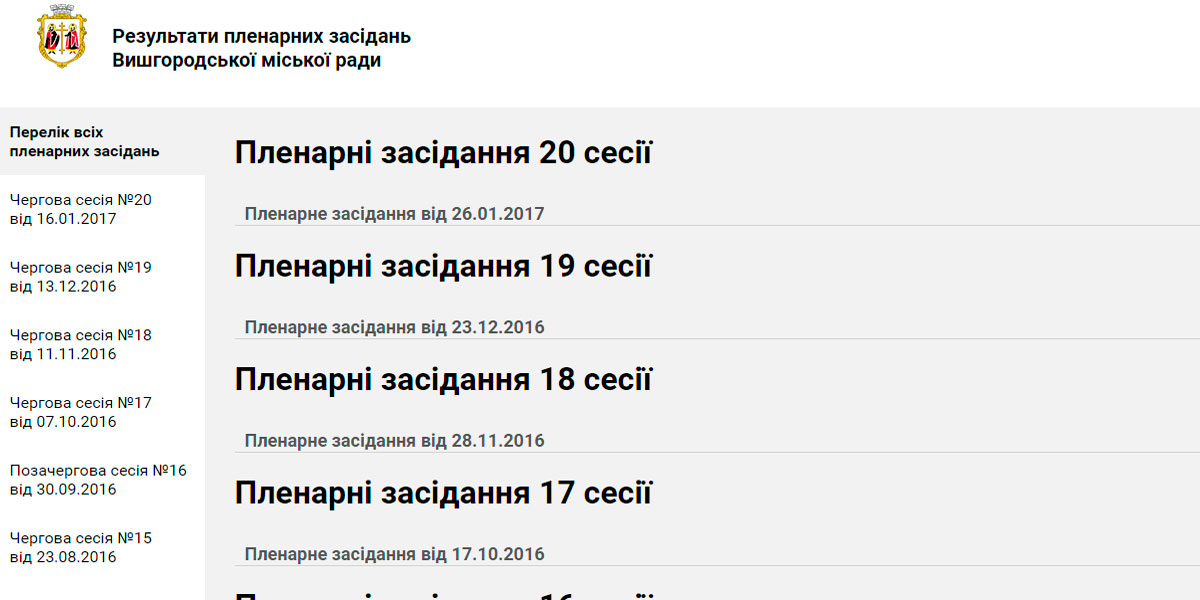 Результати пленарних засідань
Вишгородської міської ради
Перелік всіх
пленарних засідань
Чергова сесія №20
від 16.01.2017
Чергова сесія №19
від 13.12.2016
Чергова сесія №18
від 11.11.2016
Чергова сесія №17
від 07.10.2016
Позачергова сесія №16
від 30.09.2016
Чергова сесія №15
від 23.08.2016
Пленарні засідання 20 сесії
Пленарне засідання від 26.01.2017
Пленарні засідання 19 сесії
Пленарне засідання від 23.12.2016
Пленарні засідання 18 сесії
Пленарне засідання від 28.11.2016
Пленарні засідання 17 сесії
Пленарне засідання від 17.10.2016